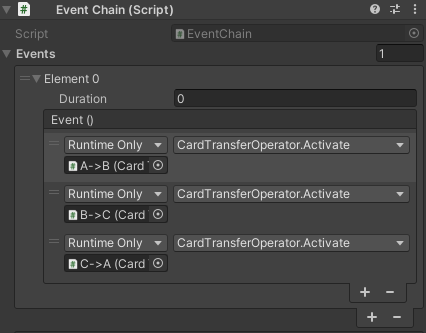 Event Chain (Script)
Script EventChain
Events 1
Element 0
Duration 0
Event ()
Runtime Only CardTransferOperator.Activate
A->B (Card
Runtime Only CardTransferOperator.Activate
B->C (Card
Runtime Only CardTransferOperator.Activate
C->A (Card